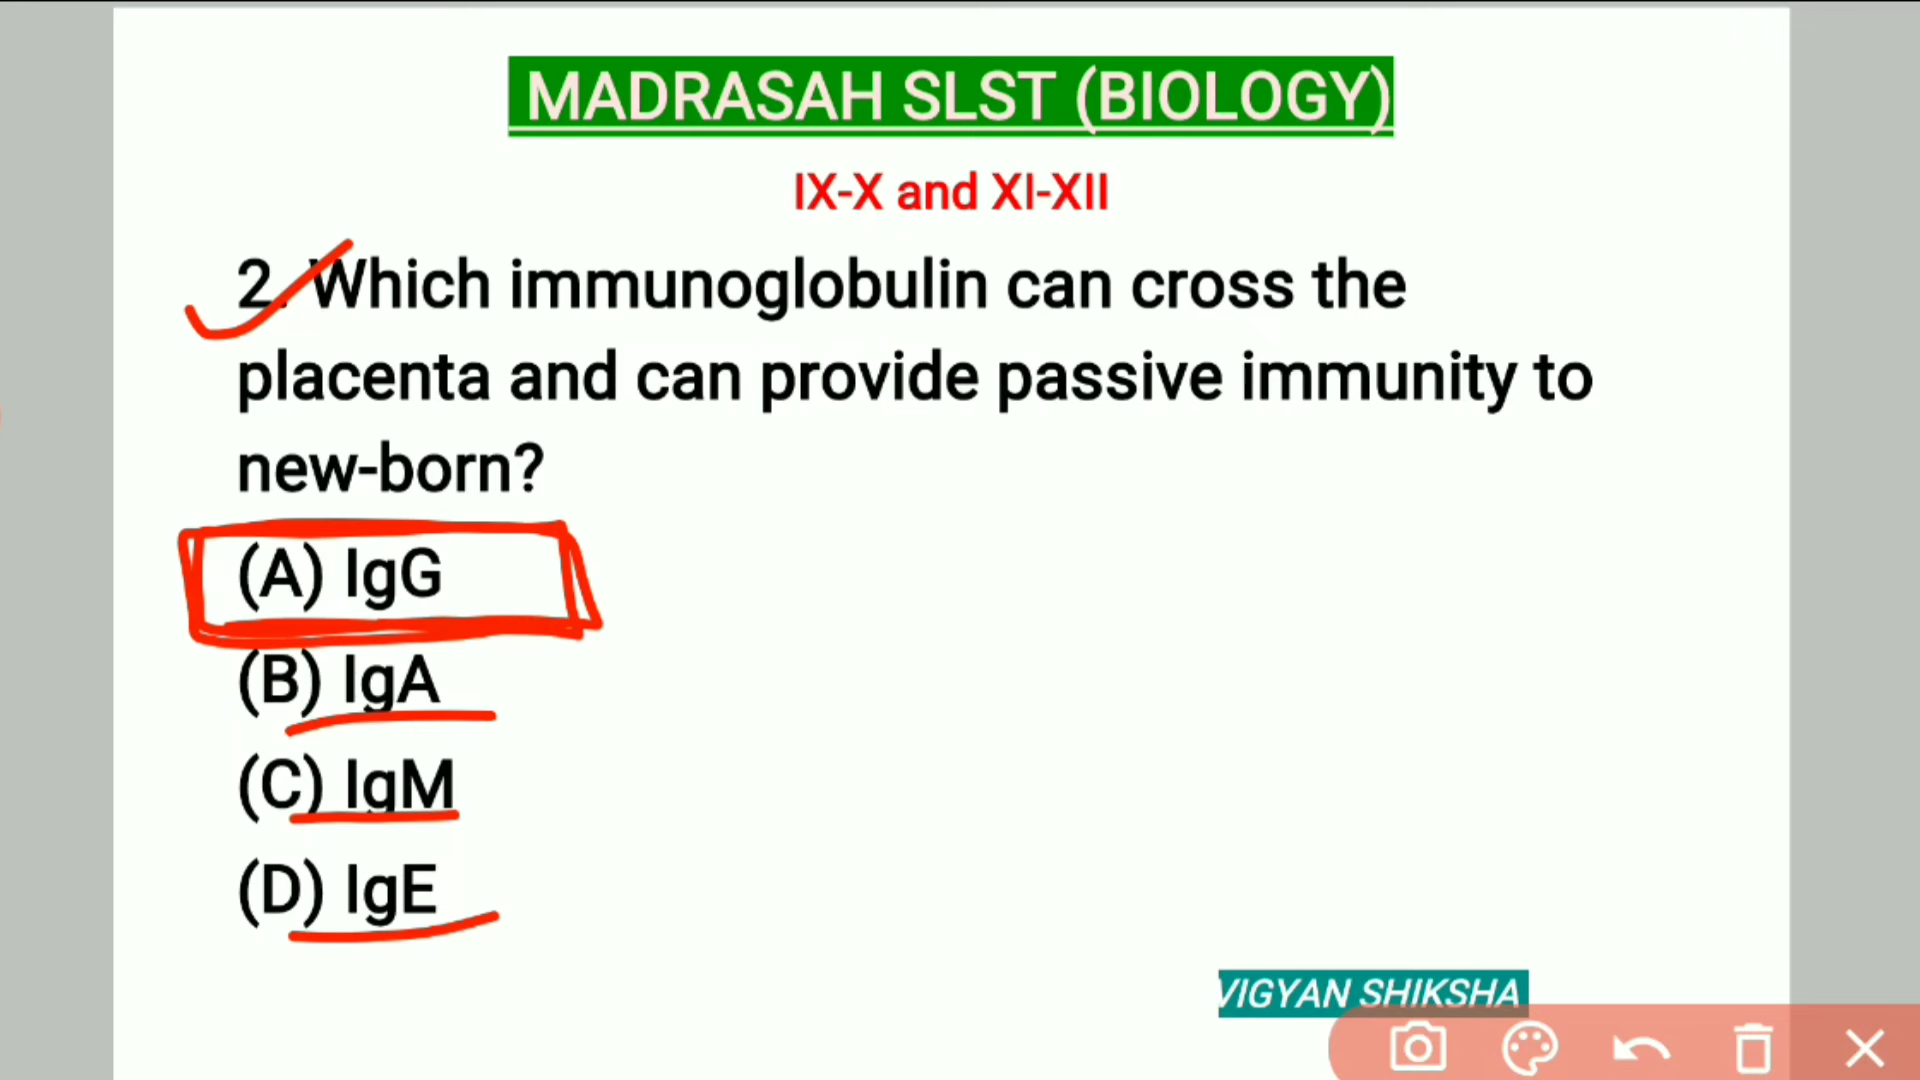 MADRASAH SLST (BIOLOGY)
IX-X and XI-XII
2. Which immunoglobulin can cross the
placenta and can provide passive immunity to
new-born?
(A) IgG
(B) IgA
(C) IgM
(D) IgE
VIGYAN SHIKSHA